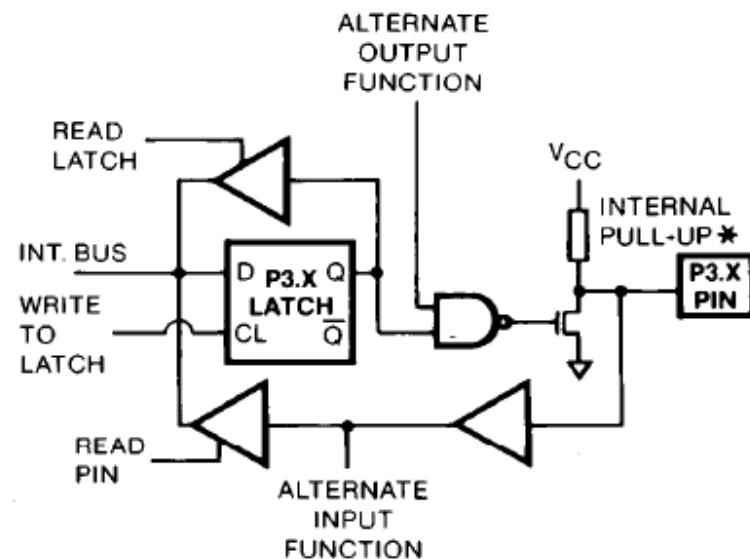 ALTERNATE
OUTPUT
FUNCTION
READ
LATCH
VCC
INTERNAL
PULL-UP *
INT. BUS
D P3.X Q
LATCH
CL Q̅
P3.X
PIN
WRITE
TO
LATCH
READ
PIN
ALTERNATE
INPUT
FUNCTION